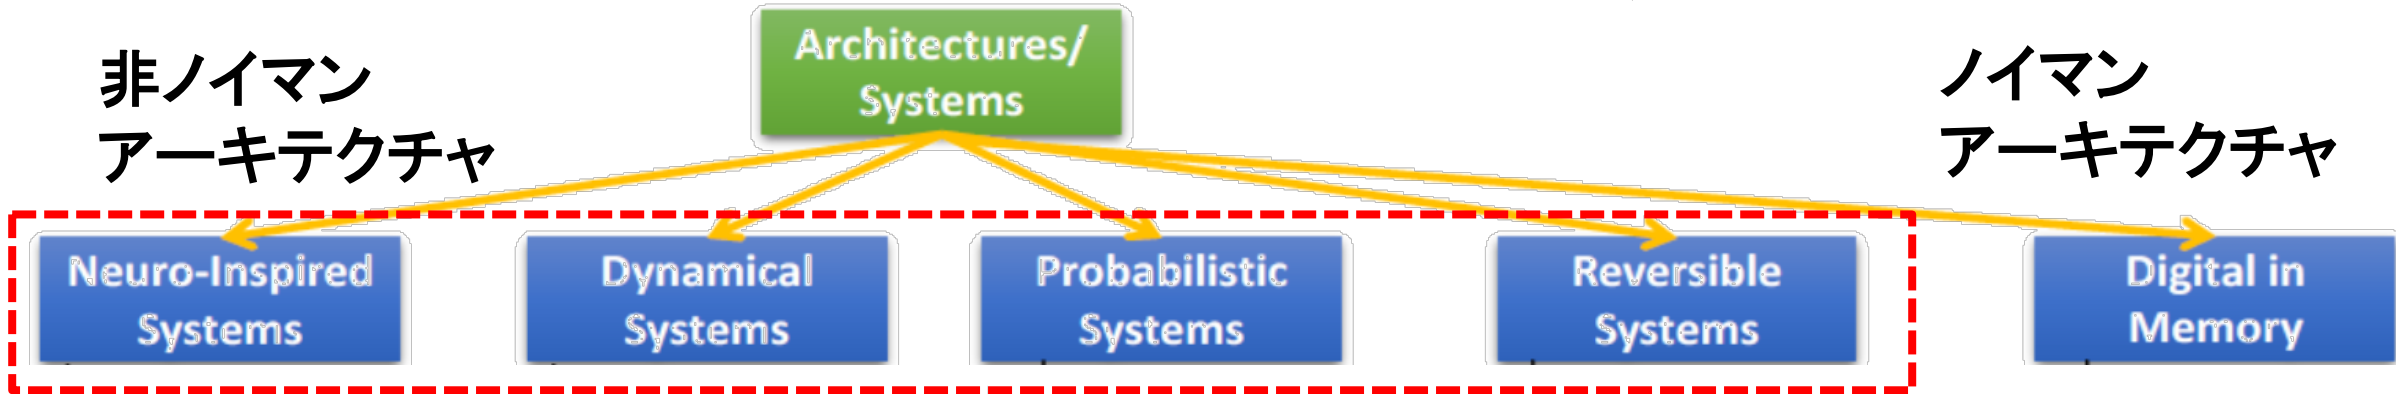 Architectures/
Systems
非ノイマン
アーキテクチャ
ノイマン
アーキテクチャ
Neuro-Inspired
Systems
Dynamical
Systems
Probabilistic
Systems
Reversible
Systems
Digital in
Memory